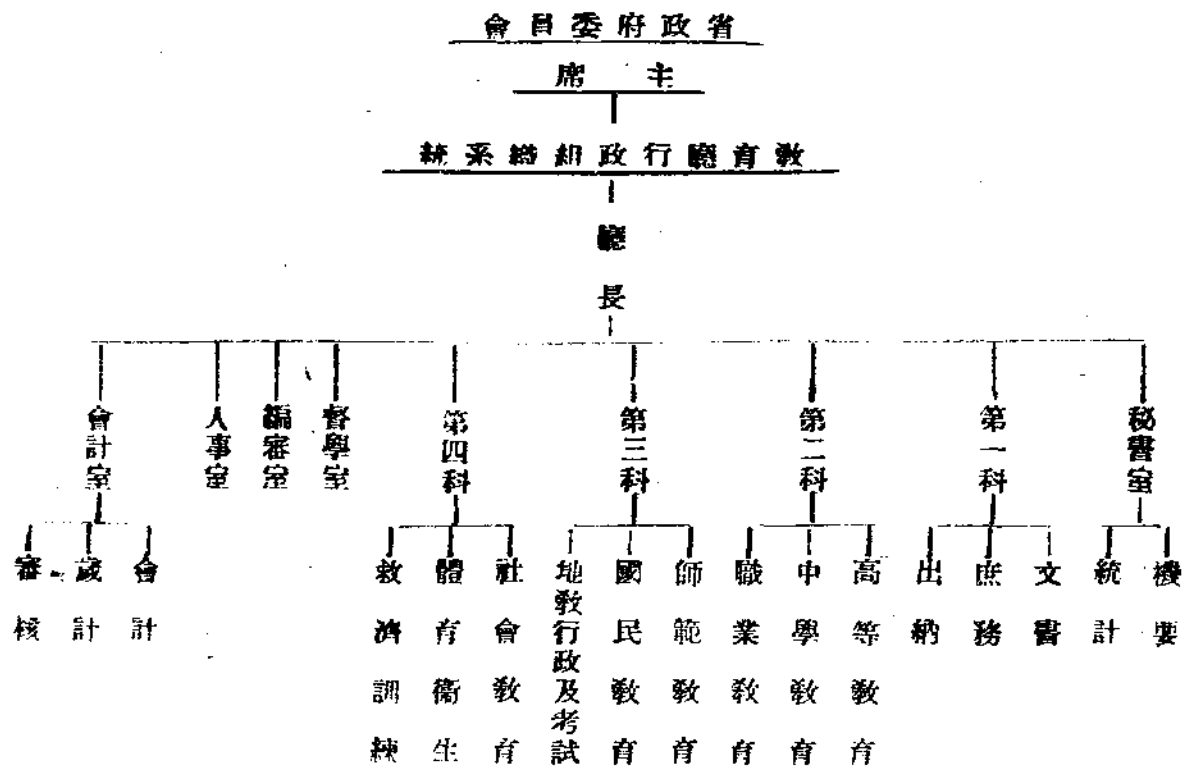 省政府委員會
主席
教育廳行政組織系統
廳長
秘書室
第一科
第二科
第三科
第四科
督學室
編審室
人事室
會計室
機要
統計
文書
庶務
出納
高等教育
中學教育
職業教育
師範教育
國民教育
地教行政及考試
社會教育
體育衞生
救濟訓練
會計
歲計
審核